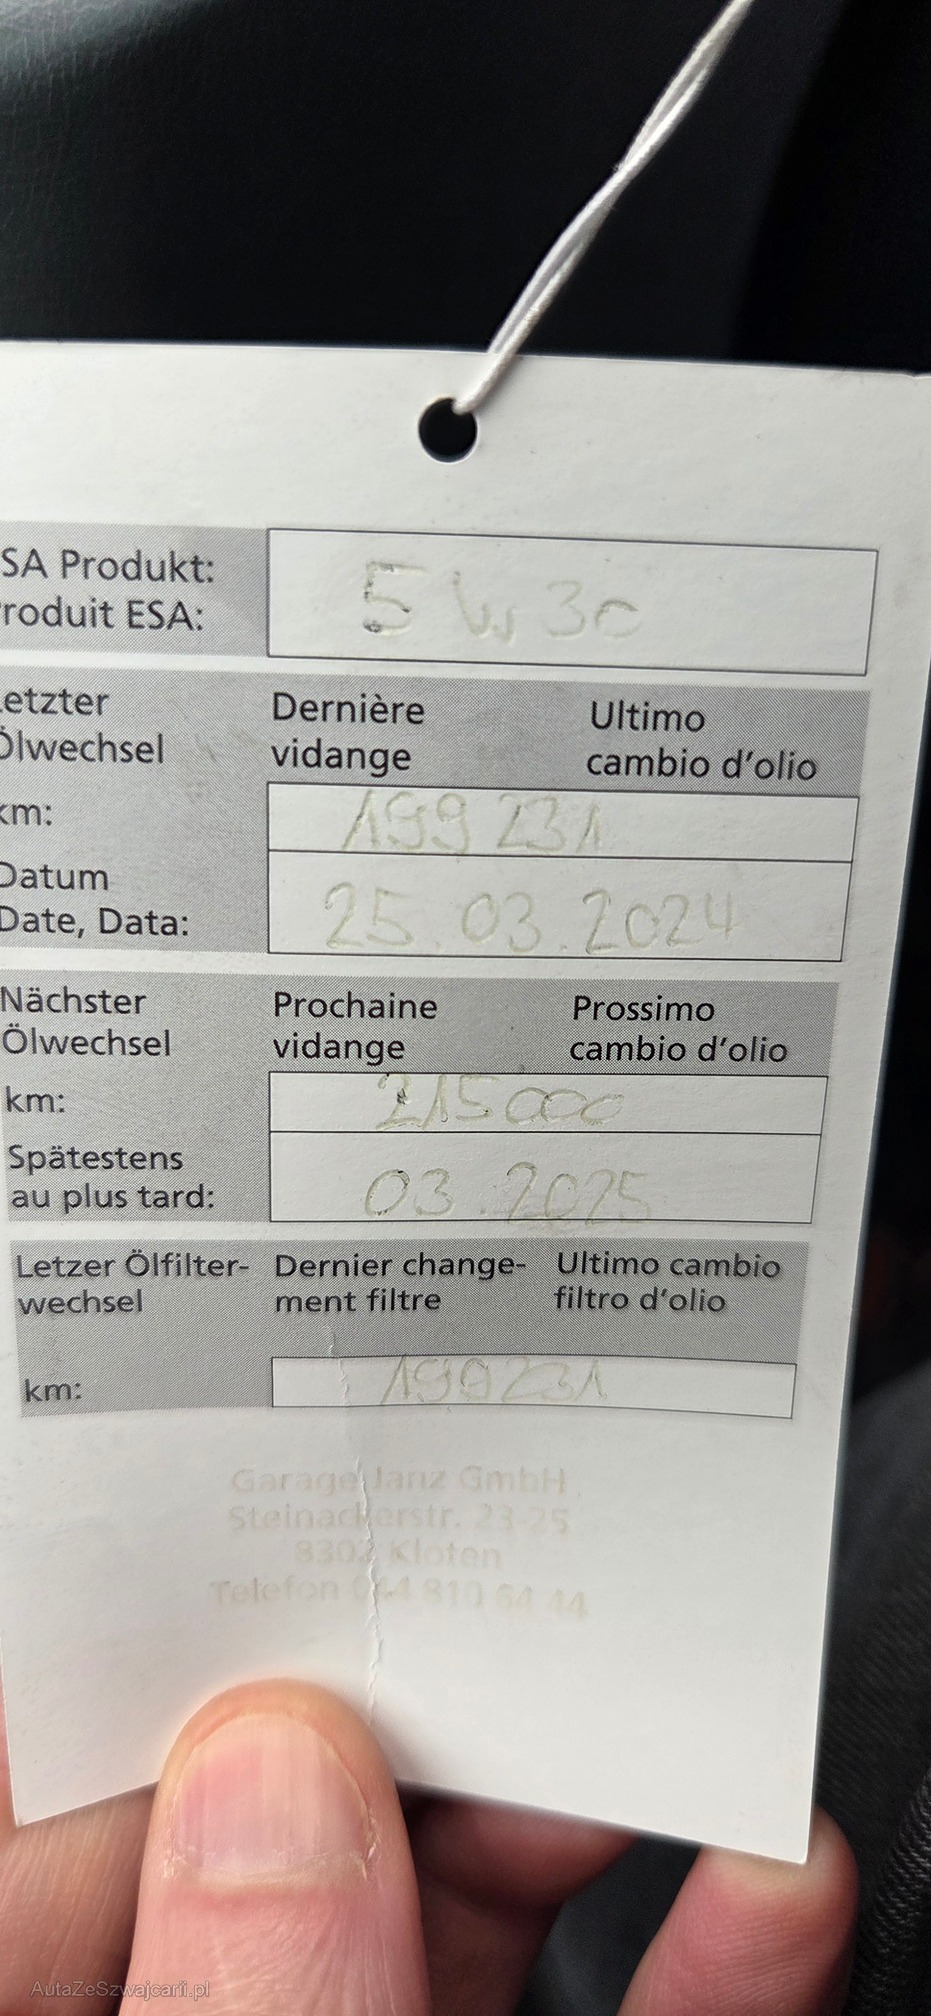 SA Produkt:
roduit ESA:
5W30
Letzter Dernière Ultimo
Ölwechsel vidange cambio d'olio
km: 199231
Datum
Date, Data: 25.03.2024
Nächster Prochaine Prossimo
Ölwechsel vidange cambio d'olio
km: 215000
Spätestens
au plus tard: 03.2025
Letzer Ölfilter- Dernier change- Ultimo cambio
wechsel ment filtre filtro d'olio
km: 199231
Garage Janz GmbH
Steinackerstr. 23-25
8302 Kloten
Telefon 044 810 64 44
AutaZeSzwajcarii.pl